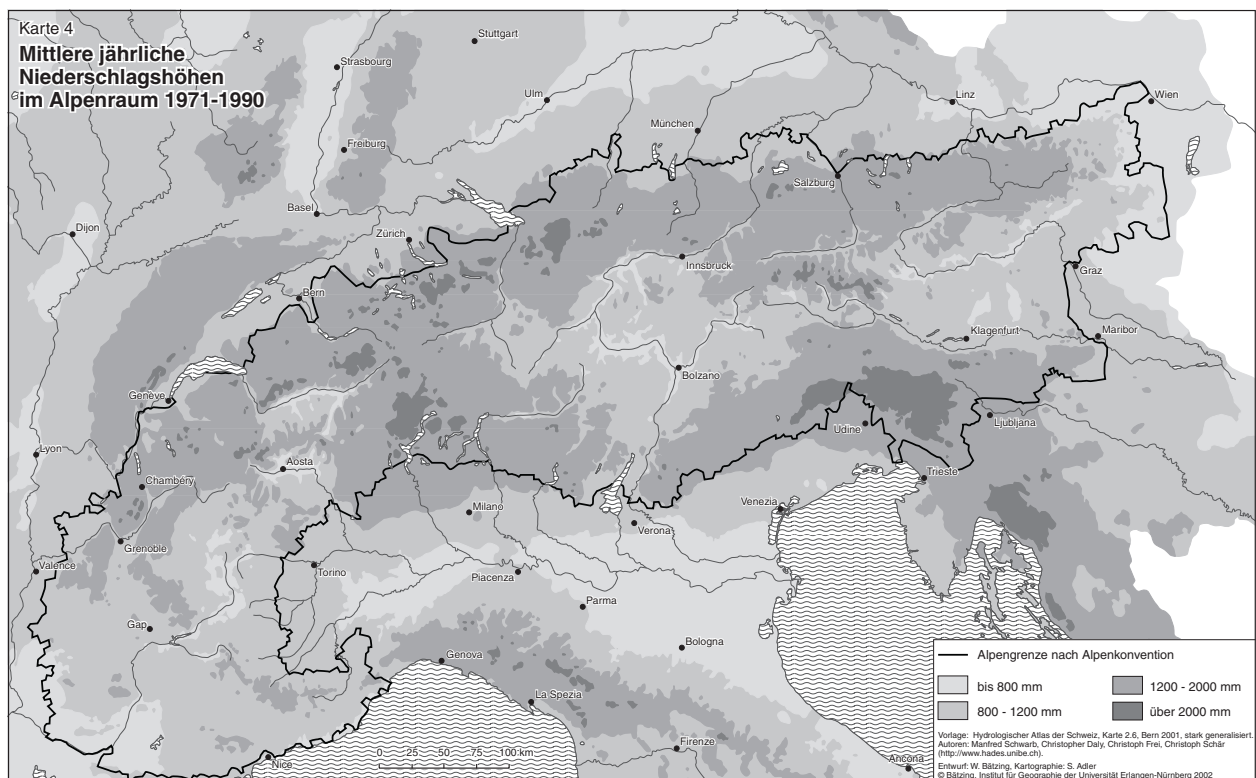 Karte 4
Mittlere jährliche
Niederschlagshöhen
im Alpenraum 1971-1990
Stuttgart
Strasbourg
Ulm
Linz
Wien
München
Freiburg
Salzburg
Basel
Dijon
Zürich
Innsbruck
Graz
Bern
Klagenfurt
Maribor
Bolzano
Genève
Ljubljana
Udine
Lyon
Aosta
Trieste
Chambéry
Milano
Venezia
Verona
Grenoble
Valence
Torino
Piacenza
Parma
Gap
Bologna
Genova
La Spezia
Firenze
Nice
Ancona
0 25 50 75 100 km
Alpengrenze nach Alpenkonvention
bis 800 mm
1200 - 2000 mm
800 - 1200 mm
über 2000 mm
Vorlage: Hydrologischer Atlas der Schweiz, Karte 2.6, Bern 2001, stark generalisiert.
Autoren: Manfred Schwarb, Christopher Daly, Christoph Frei, Christoph Schär
(http://www.hades.unibe.ch).
Entwurf: W. Bätzing, Kartographie: S. Adler
© Bätzing, Institut für Geographie der Universität Erlangen-Nürnberg 2002